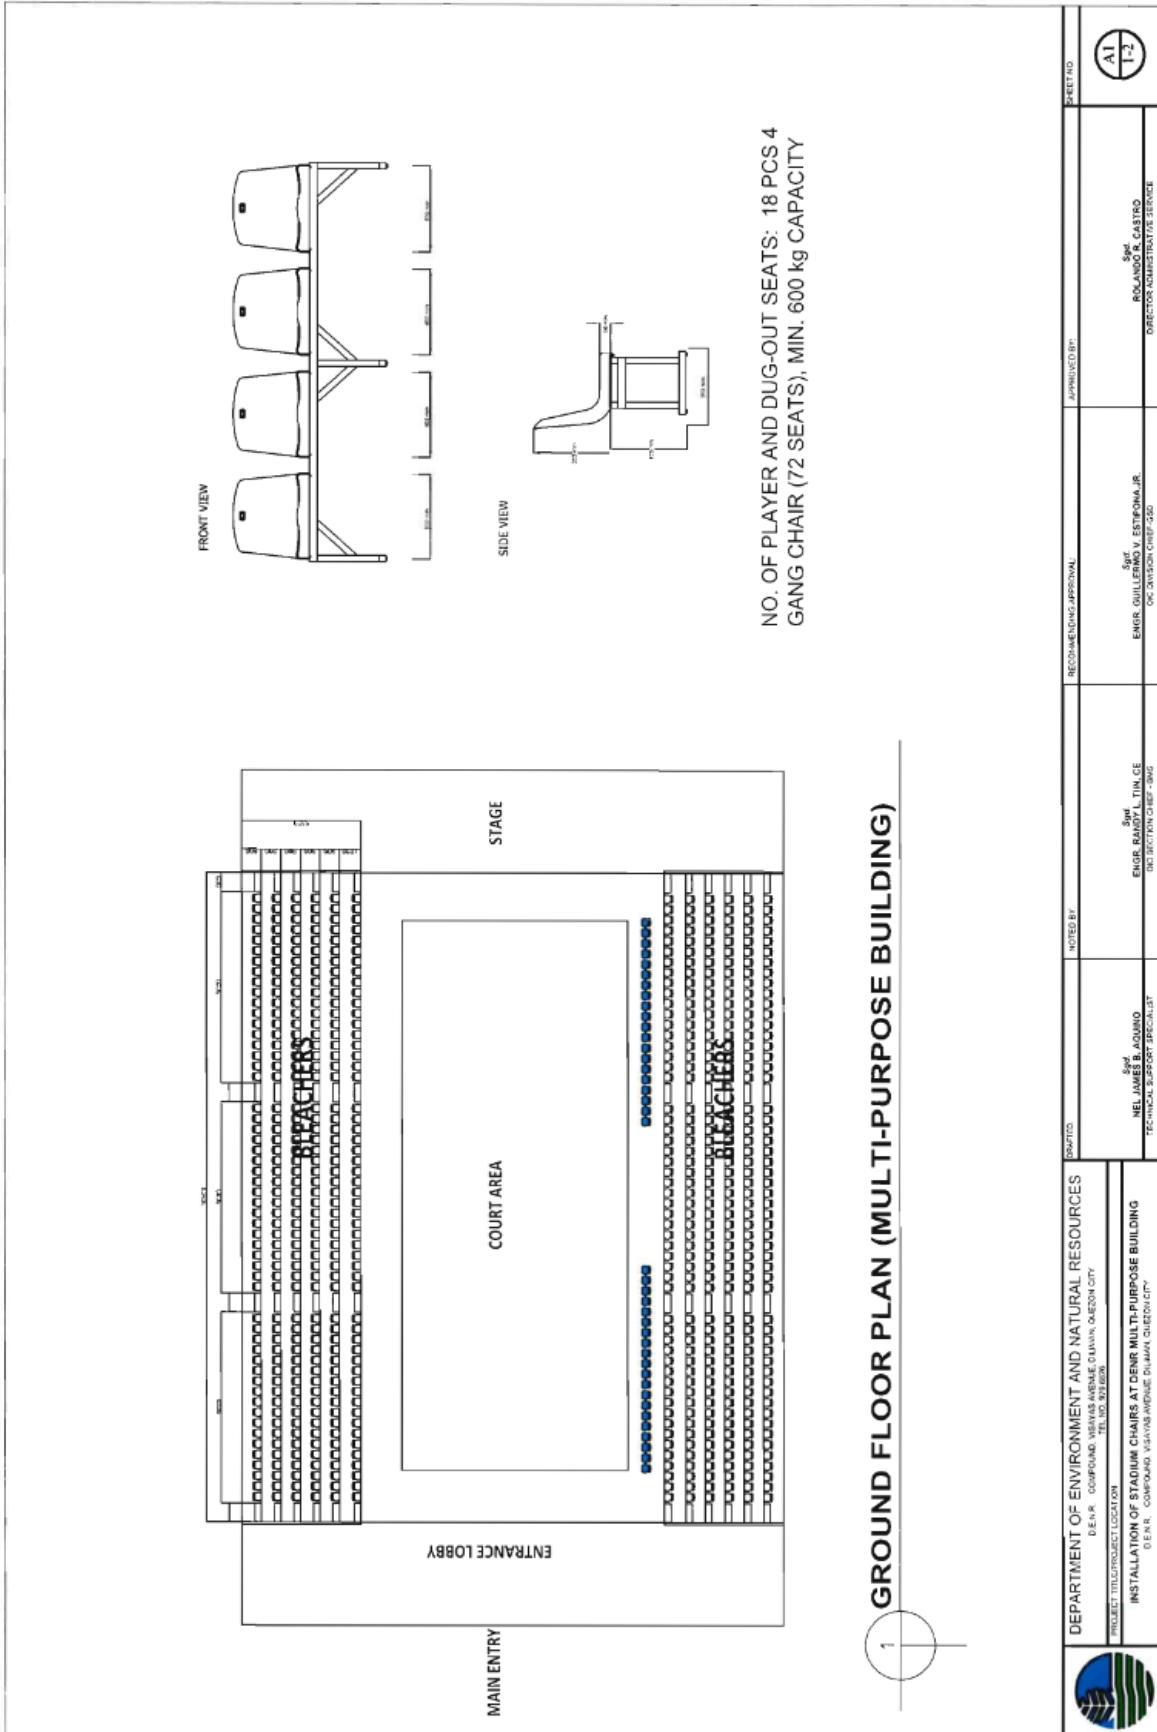 FRONT VIEW
SIDE VIEW
NO. OF PLAYER AND DUG-OUT SEATS: 18 PCS 4
GANG CHAIR (72 SEATS), MIN. 600 kg CAPACITY
MAIN ENTRY
ENTRANCE LOBBY
BLEACHERS
COURT AREA
BLEACHERS
STAGE
1
GROUND FLOOR PLAN (MULTI-PURPOSE BUILDING)
DEPARTMENT OF ENVIRONMENT AND NATURAL RESOURCES
D.E.N.R. COMPOUND, VISAYAS AVENUE, DILIMAN, QUEZON CITY
TEL. NO.
PROJECT TITLE/PROJECT LOCATION
INSTALLATION OF STADIUM CHAIRS AT DENR MULTI-PURPOSE BUILDING
D.E.N.R. COMPOUND, VISAYAS AVENUE, DILIMAN, QUEZON CITY
DRAFTED:
Sgd.
NEL JAMES B. AQUINO
TECHNICAL SUPPORT SPECIALIST
NOTED BY
Sgd.
ENGR. RANDY L. TIN, CE
OIC SECTION CHIEF -
RECOMMENDING APPROVAL:
Sgd.
ENGR. GUILLERMO V. ESTIPONA, JR.
OIC DIVISION CHIEF-GSD
APPROVED BY:
Sgd.
ROLANDO R. CASTRO
DIRECTOR ADMINISTRATIVE SERVICE
SHEET NO.
A1
1-2